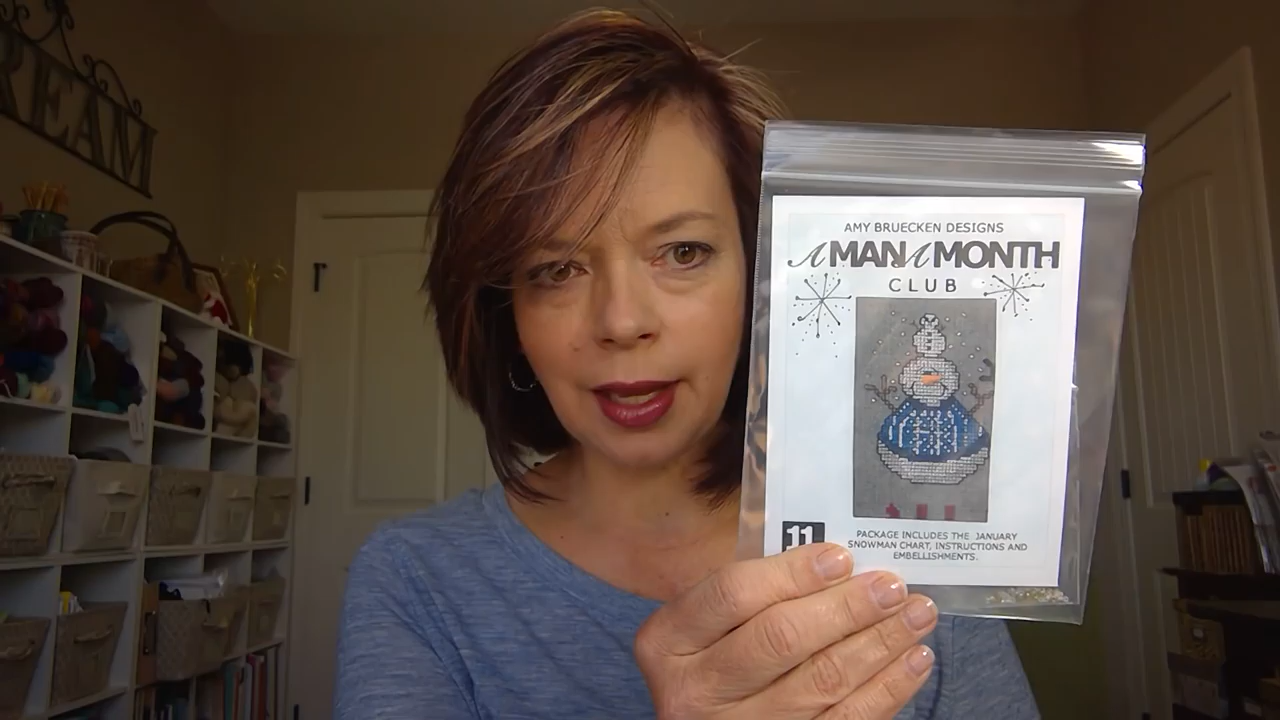 REAM
AMY BRUECKEN DESIGNS
A MAN A MONTH
CLUB
11
PACKAGE INCLUDES THE JANUARY
SNOWMAN CHART, INSTRUCTIONS AND
EMBELLISHMENTS.